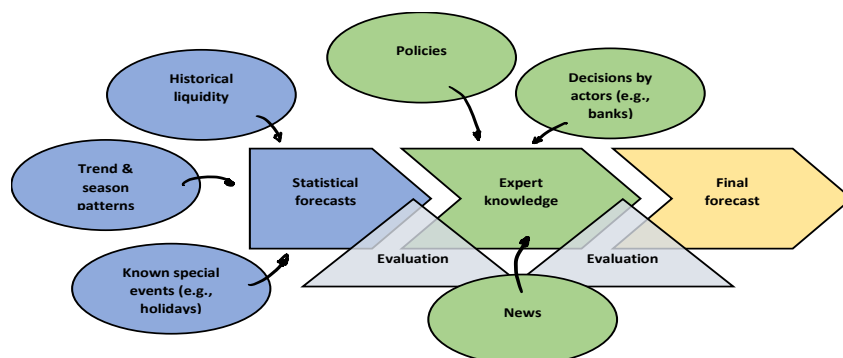 Policies
Historical
liquidity
Decisions by
actors (e.g.,
banks)
Trend &
season
patterns
Statistical
forecasts
Expert
knowledge
Final
forecast
Evaluation
Evaluation
Known special
events (e.g.,
holidays)
News